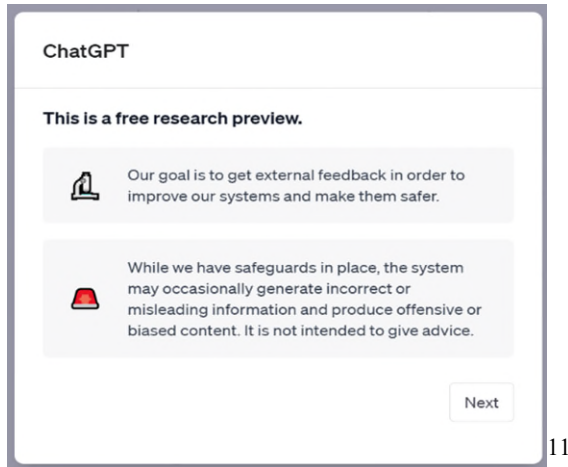 ChatGPT
This is a free research preview.
Our goal is to get external feedback in order to
improve our systems and make them safer.
While we have safeguards in place, the system
may occasionally generate incorrect or
misleading information and produce offensive or
biased content. It is not intended to give advice.
Next
11